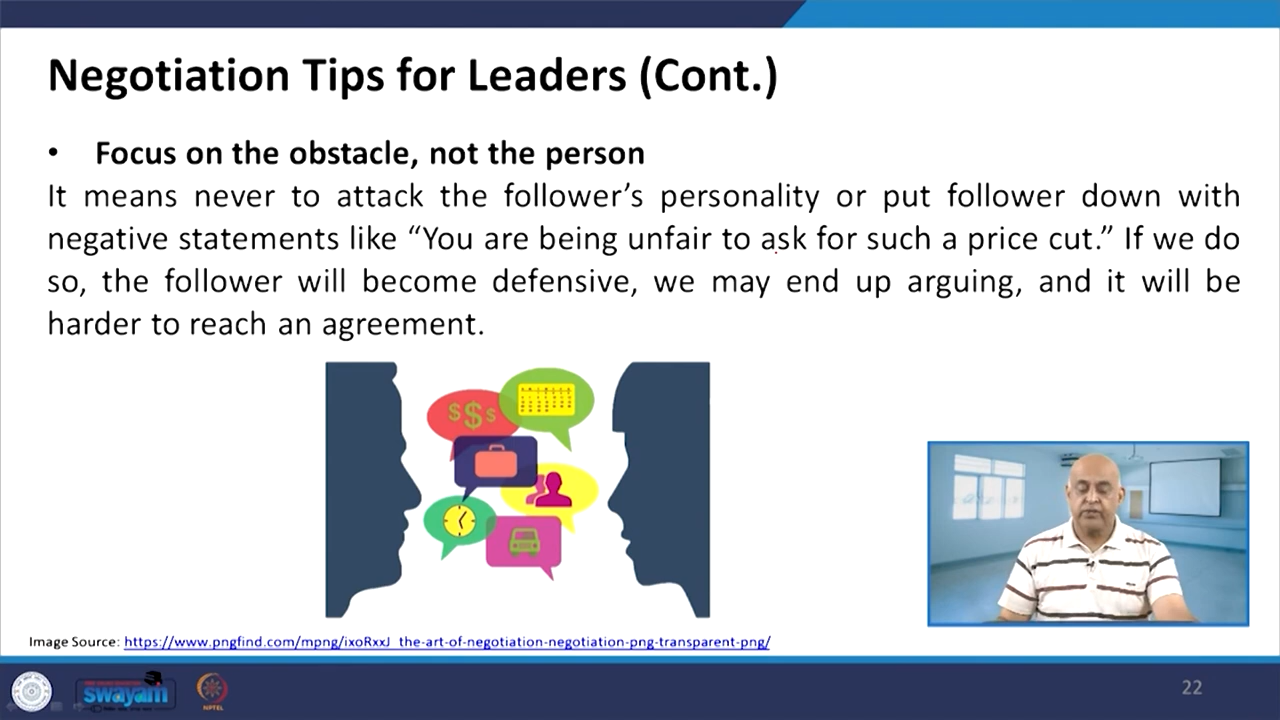 Negotiation Tips for Leaders (Cont.)
• Focus on the obstacle, not the person
It means never to attack the follower’s personality or put follower down with
negative statements like “You are being unfair to ask for such a price cut.” If we do
so, the follower will become defensive, we may end up arguing, and it will be
harder to reach an agreement.
$$$
Image Source: https://www.pngfind.com/mpng/ixoRxxJ_the-art-of-negotiation-negotiation-png-transparent-png/
swayam
NPTEL
22